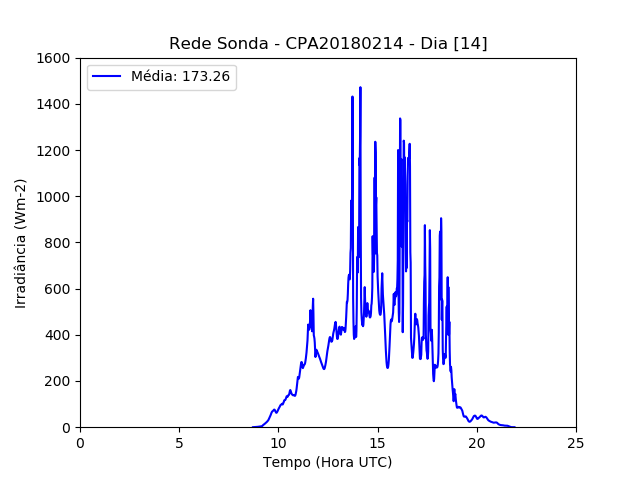 Rede Sonda - CPA20180214 - Dia [14]
Média: 173.26
Irradiância (Wm-2)
1600
1400
1200
1000
800
600
400
200
0
0 5 10 15 20 25
Tempo (Hora UTC)